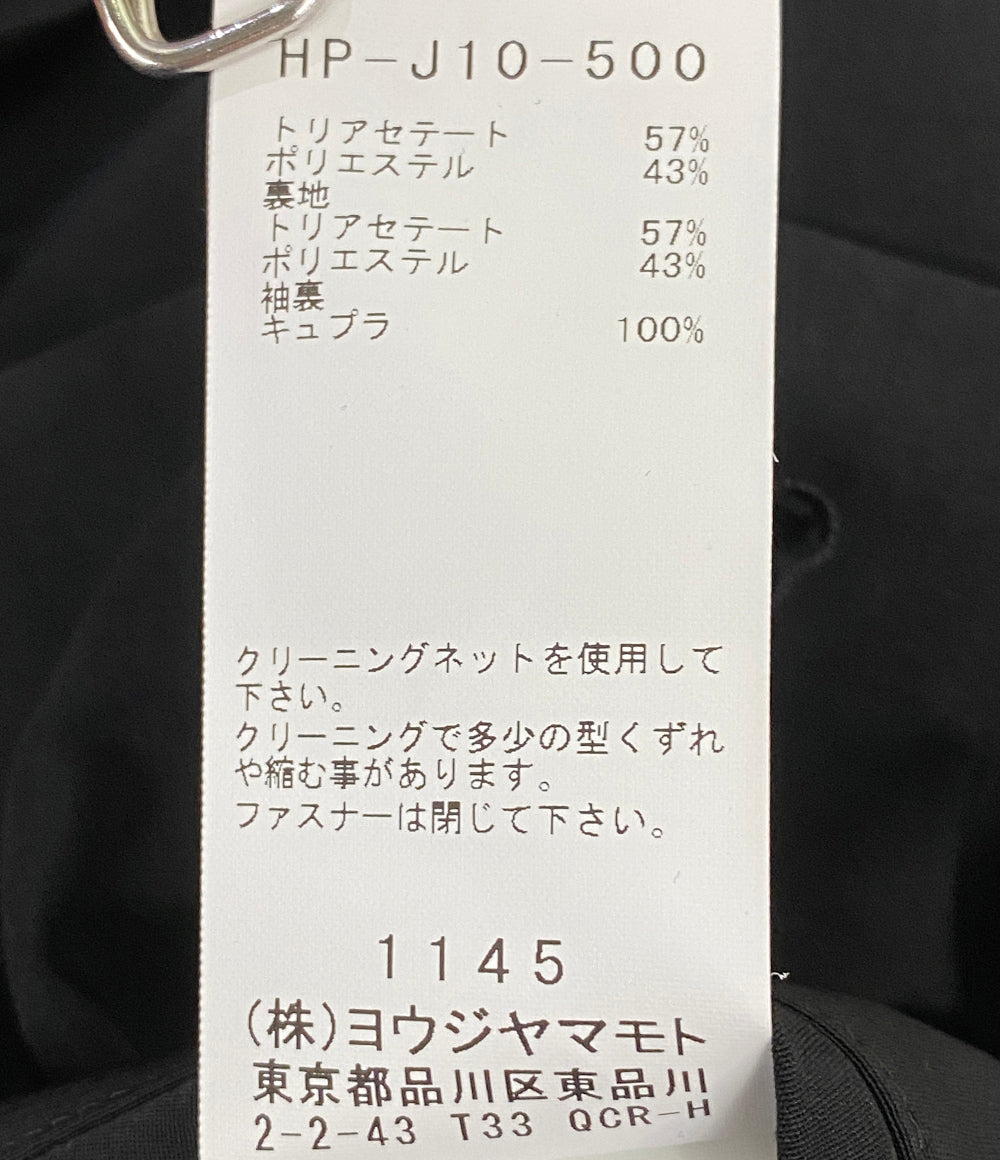 HP-J10-500
トリアセテート 57%
ポリエステル 43%
裏地
トリアセテート 57%
ポリエステル 43%
袖裏
キュプラ 100%
クリーニングネットを使用して
下さい。
クリーニングで多少の型くずれ
や縮む事があります。
ファスナーは閉じて下さい。
1145
(株)ヨウジヤマモト
東京都品川区東品川
2-2-43 T33 QCR-H